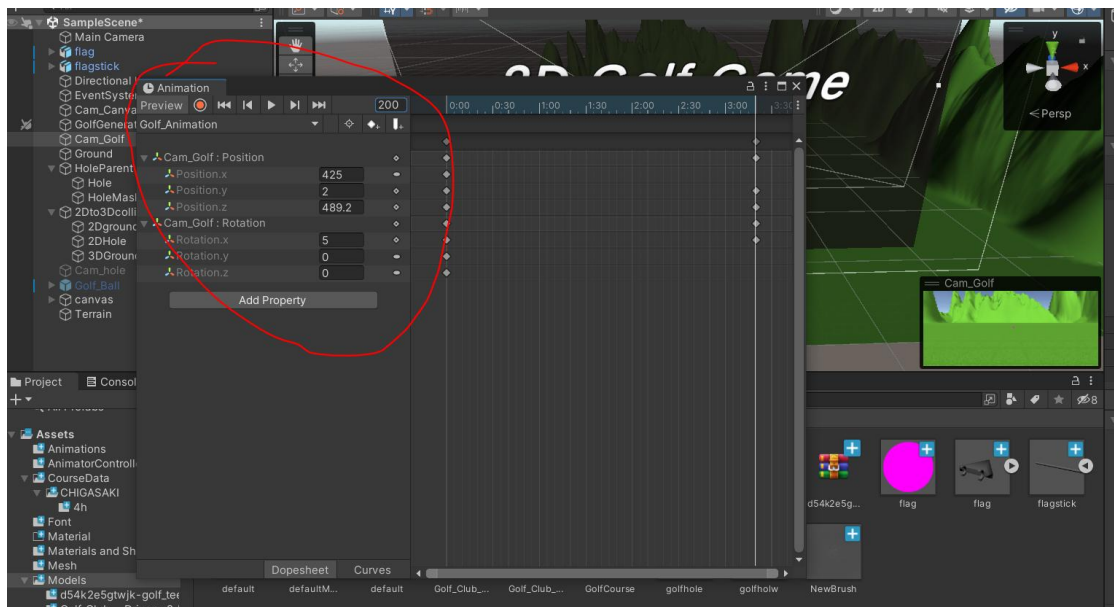 SampleScene*
Main Camera
flag
flagstick
Directional
EventSyste
Cam_Canva
GolfGenerat
Cam_Golf
Ground
HoleParent
Hole
HoleMas
2Dto3Dcolli
2Dground
2DHole
3DGroun
Cam_hole
Golf_Ball
canvas
Terrain
Animation
Preview
200
0:00 0:30 1:00 1:30 2:00 2:30 3:00 3:30
Golf_Animation
Cam_Golf : Position
Position.x 425
Position.y 2
Position.z 489.2
Cam_Golf : Rotation
Rotation.x 5
Rotation.y 0
Rotation.z 0
Add Property
Dopesheet Curves
3D Golf Game
2D
y
x
Persp
Cam_Golf
Project Consol
8
Assets
Animations
AnimatorControll
CourseData
CHIGASAKI
4h
Font
Material
Materials and Sh
Mesh
Models
d54k2e5gtwjk-golf_tee
d54k2e5g... flag flag flagstick
default defaultM... default Golf_Club_... Golf_Club_... GolfCourse golfhole golfholw NewBrush